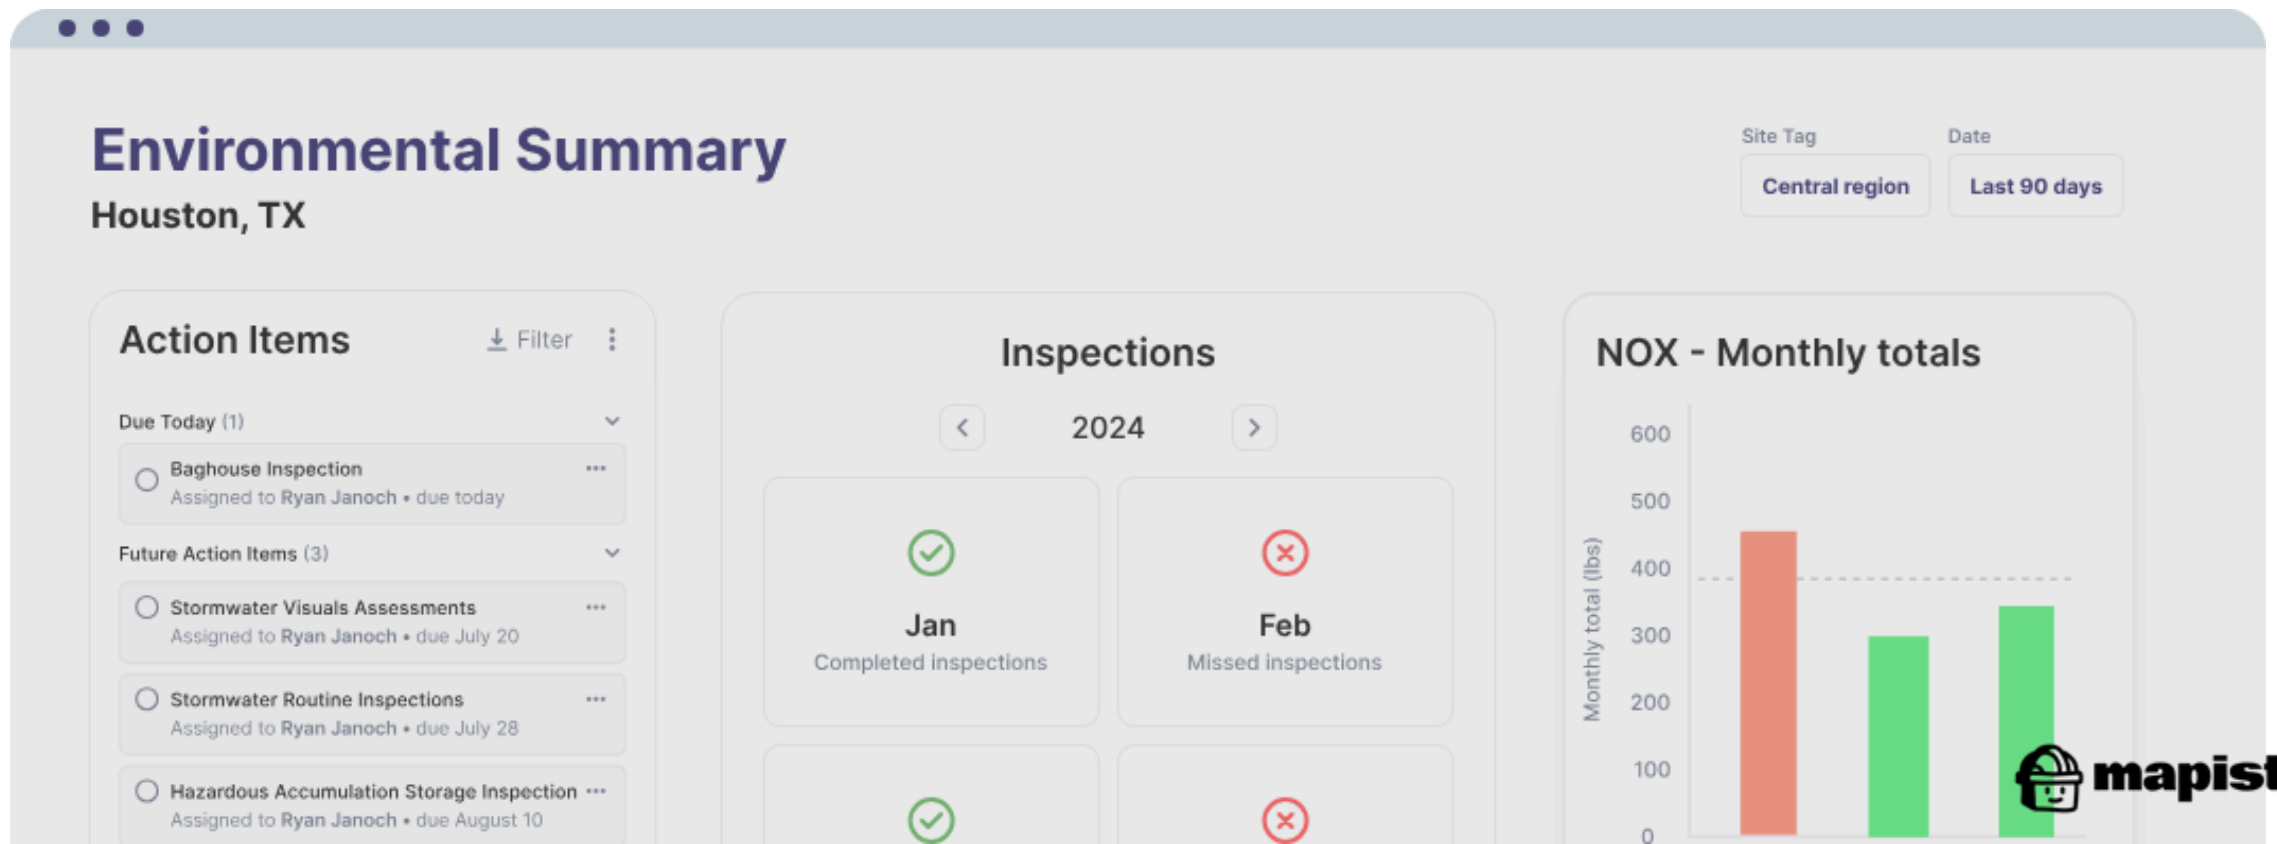 Environmental Summary
Houston, TX
Site Tag
Central region
Date
Last 90 days
Action Items
Filter
Due Today (1)
Baghouse Inspection
Assigned to Ryan Janoch • due today
Future Action Items (3)
Stormwater Visuals Assessments
Assigned to Ryan Janoch • due July 20
Stormwater Routine Inspections
Assigned to Ryan Janoch • due July 28
Hazardous Accumulation Storage Inspection
Assigned to Ryan Janoch • due August 10
Inspections
2024
Jan
Completed inspections
Feb
Missed inspections
NOX - Monthly totals
Monthly total (lbs)
600
500
400
300
200
100
0
mapist